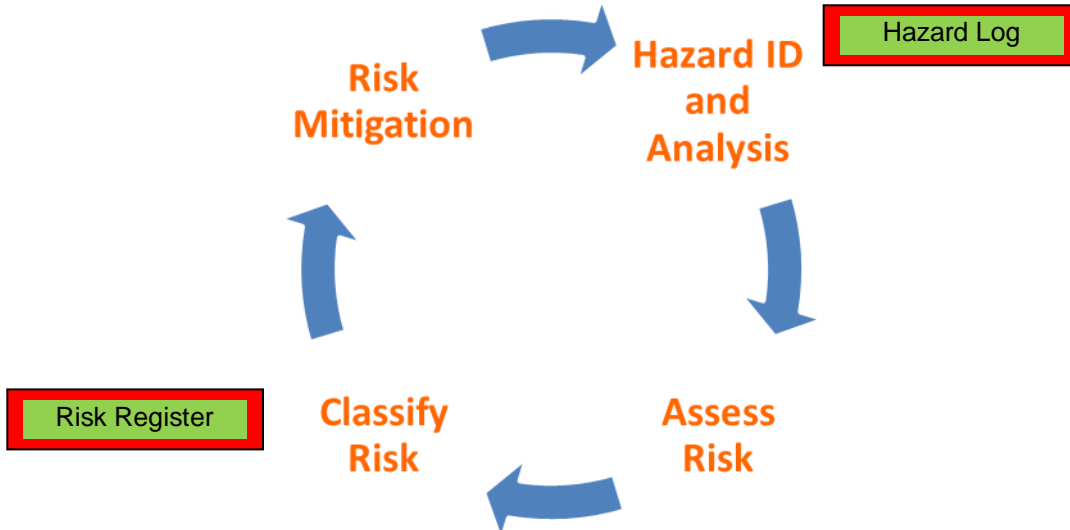 Risk
Mitigation
Hazard ID
and
Analysis
Hazard Log
Assess
Risk
Classify
Risk
Risk Register